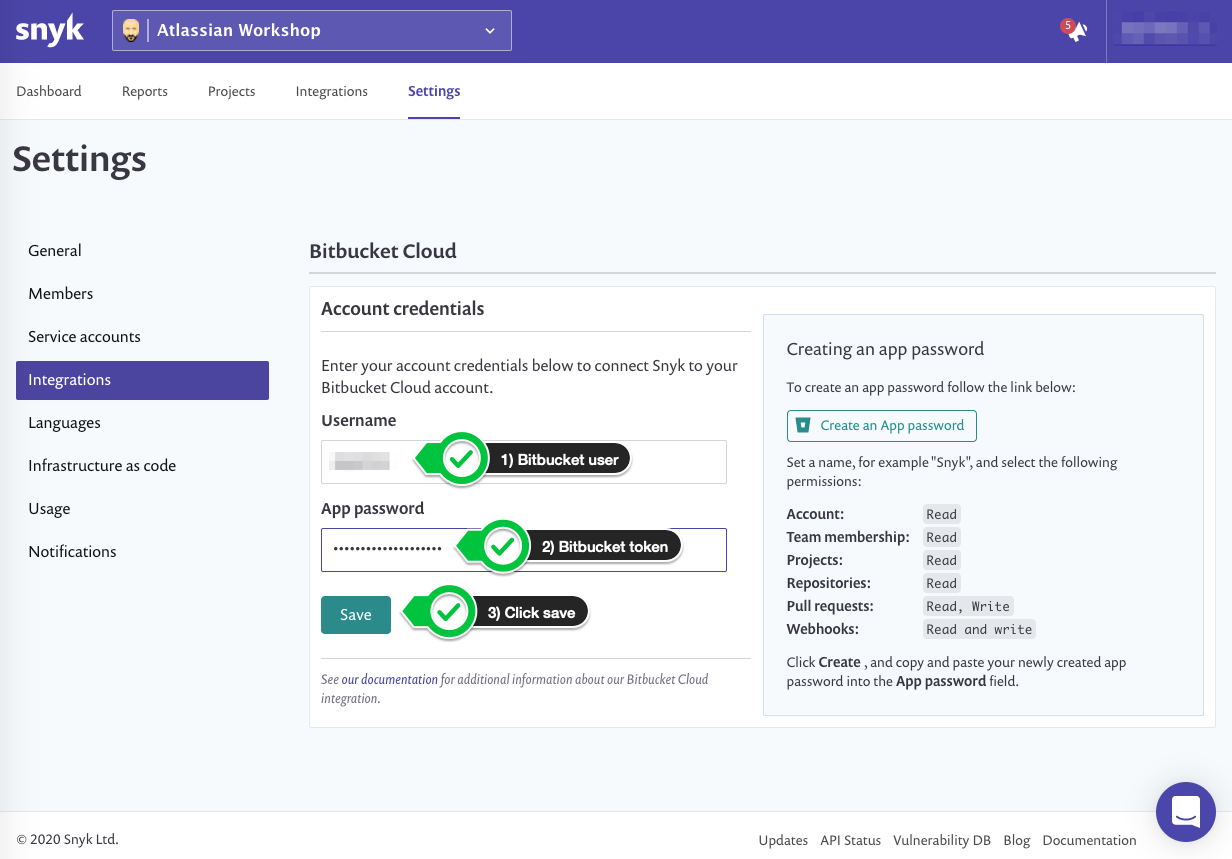 snyk
Atlassian Workshop
5
Dashboard
Reports
Projects
Integrations
Settings
Settings
General
Members
Service accounts
Integrations
Languages
Infrastructure as code
Usage
Notifications
Bitbucket Cloud
Account credentials
Enter your account credentials below to connect Snyk to your
Bitbucket Cloud account.
Username
1) Bitbucket user
App password
2) Bitbucket token
Save
3) Click save
See our documentation for additional information about our Bitbucket Cloud
integration.
Creating an app password
To create an app password follow the link below:
Create an App password
Set a name, for example "Snyk", and select the following
permissions:
Account: Read
Team membership: Read
Projects: Read
Repositories: Read
Pull requests: Read, Write
Webhooks: Read and write
Click Create , and copy and paste your newly created app
password into the App password field.
© 2020 Snyk Ltd.
Updates
API Status
Vulnerability DB
Blog
Documentation